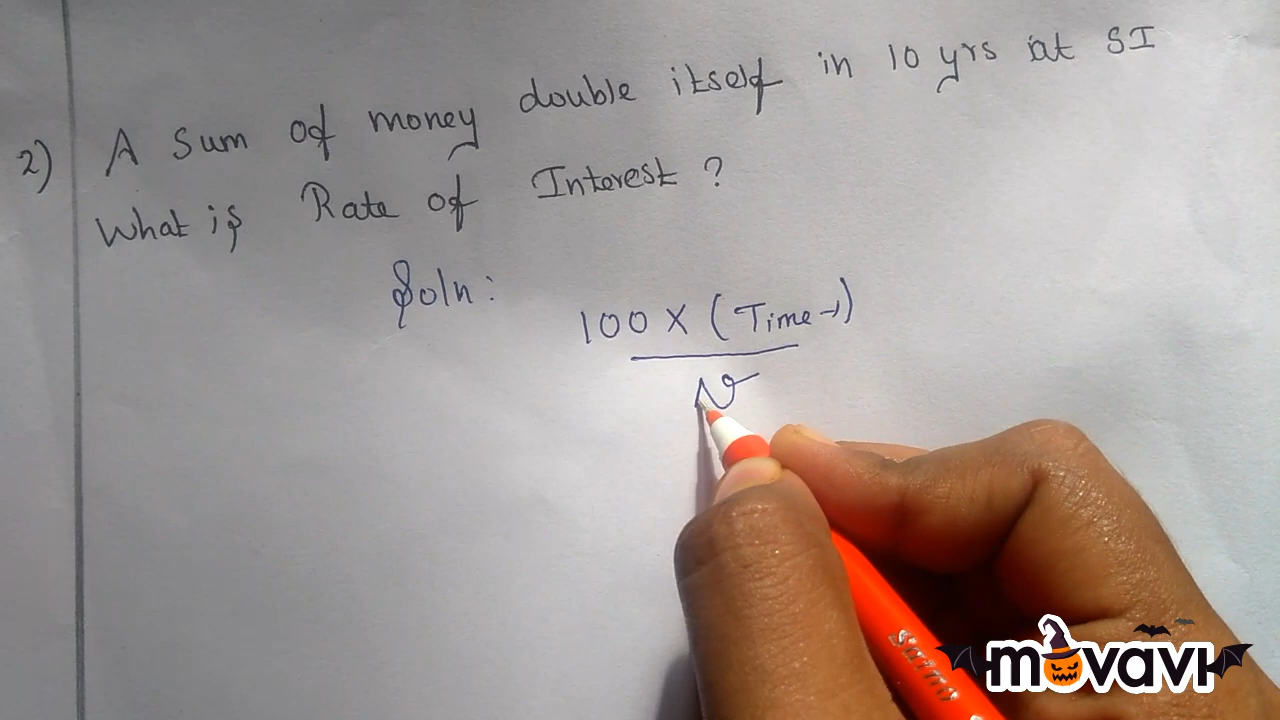 2) A sum of money double itself in 10 yrs at SI
What is Rate of Interest ?
Soln:
100 X (Time-1)
N
Saino
movavi